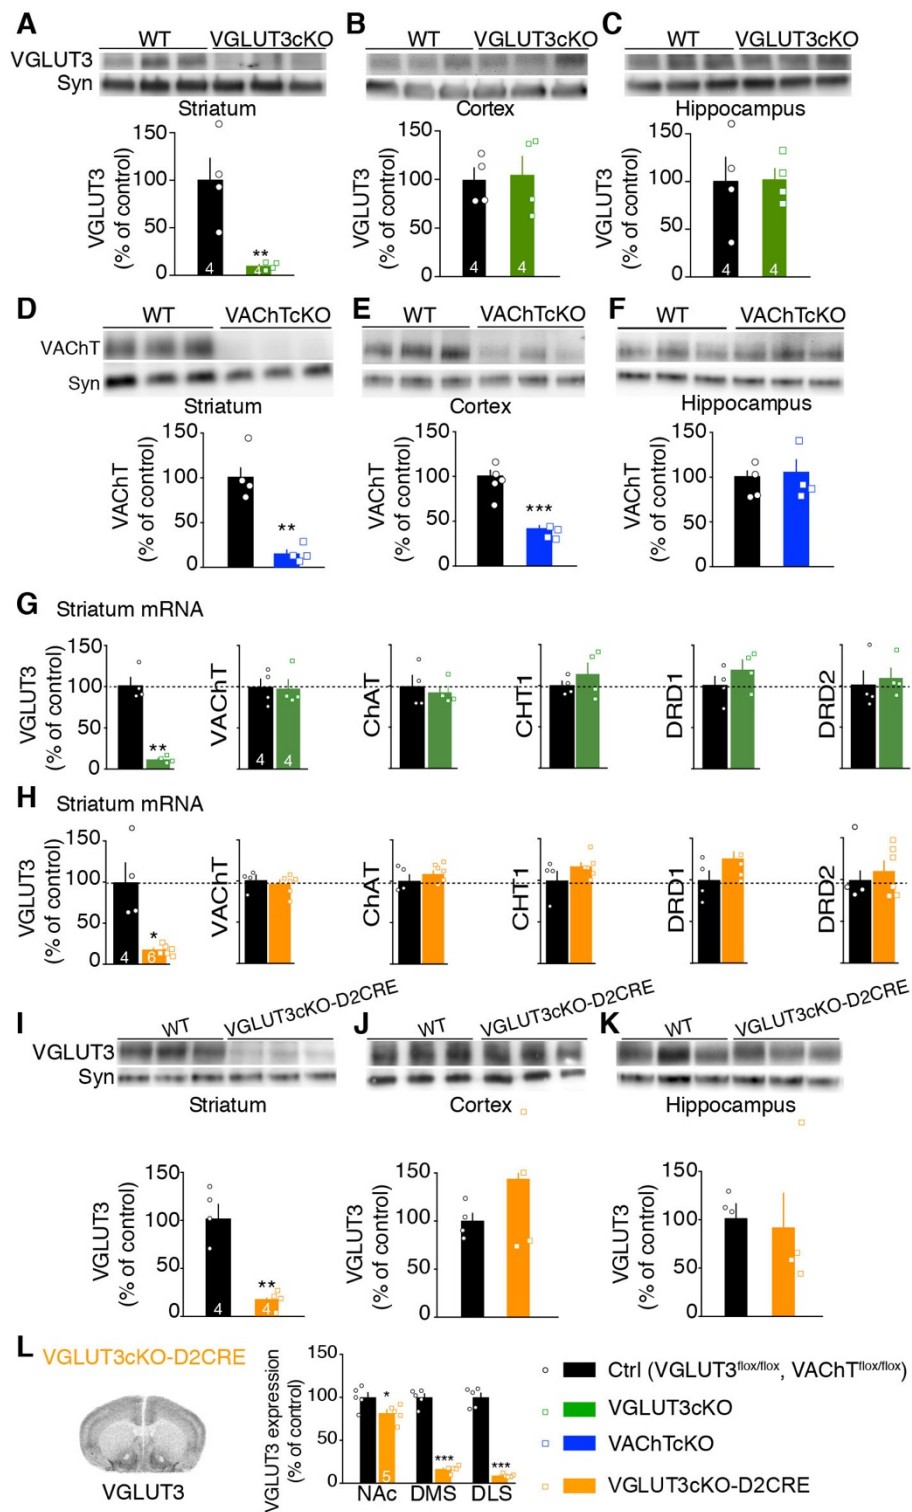 A B C
WT VGLUT3cKO WT VGLUT3cKO WT VGLUT3cKO
VGLUT3
Syn
Striatum Cortex Hippocampus
VGLUT3 (% of control) 150 100 50 0 4 ** 4
VGLUT3 (% of control) 150 100 50 0 4 4
VGLUT3 (% of control) 150 100 50 0 4 4
D E F
WT VAChTcKO WT VAChTcKO WT VAChTcKO
VAChT
Syn
Striatum Cortex Hippocampus
VAChT (% of control) 150 100 50 0 **
VAChT (% of control) 150 100 50 0 ***
VAChT (% of control) 150 100 50 0
G Striatum mRNA
VGLUT3 (% of control) 150 100 50 0 **
VAChT 4 4
ChAT
CHT1
DRD1
DRD2
H Striatum mRNA
VGLUT3 (% of control) 150 100 50 0 4 * 6
VAChT
ChAT
CHT1
DRD1
DRD2
I J K
WT VGLUT3cKO-D2CRE WT VGLUT3cKO-D2CRE WT VGLUT3cKO-D2CRE
VGLUT3
Syn
Striatum Cortex Hippocampus
VGLUT3 (% of control) 150 100 50 0 4 ** 4
VGLUT3 (% of control) 150 100 50 0
VGLUT3 (% of control) 150 100 50 0
L VGLUT3cKO-D2CRE
VGLUT3
VGLUT3 expression (% of control) 150 100 50 0 * 5 *** ***
NAc DMS DLS
Ctrl (VGLUT3flox/flox, VAChTflox/flox)
VGLUT3cKO
VAChTcKO
VGLUT3cKO-D2CRE